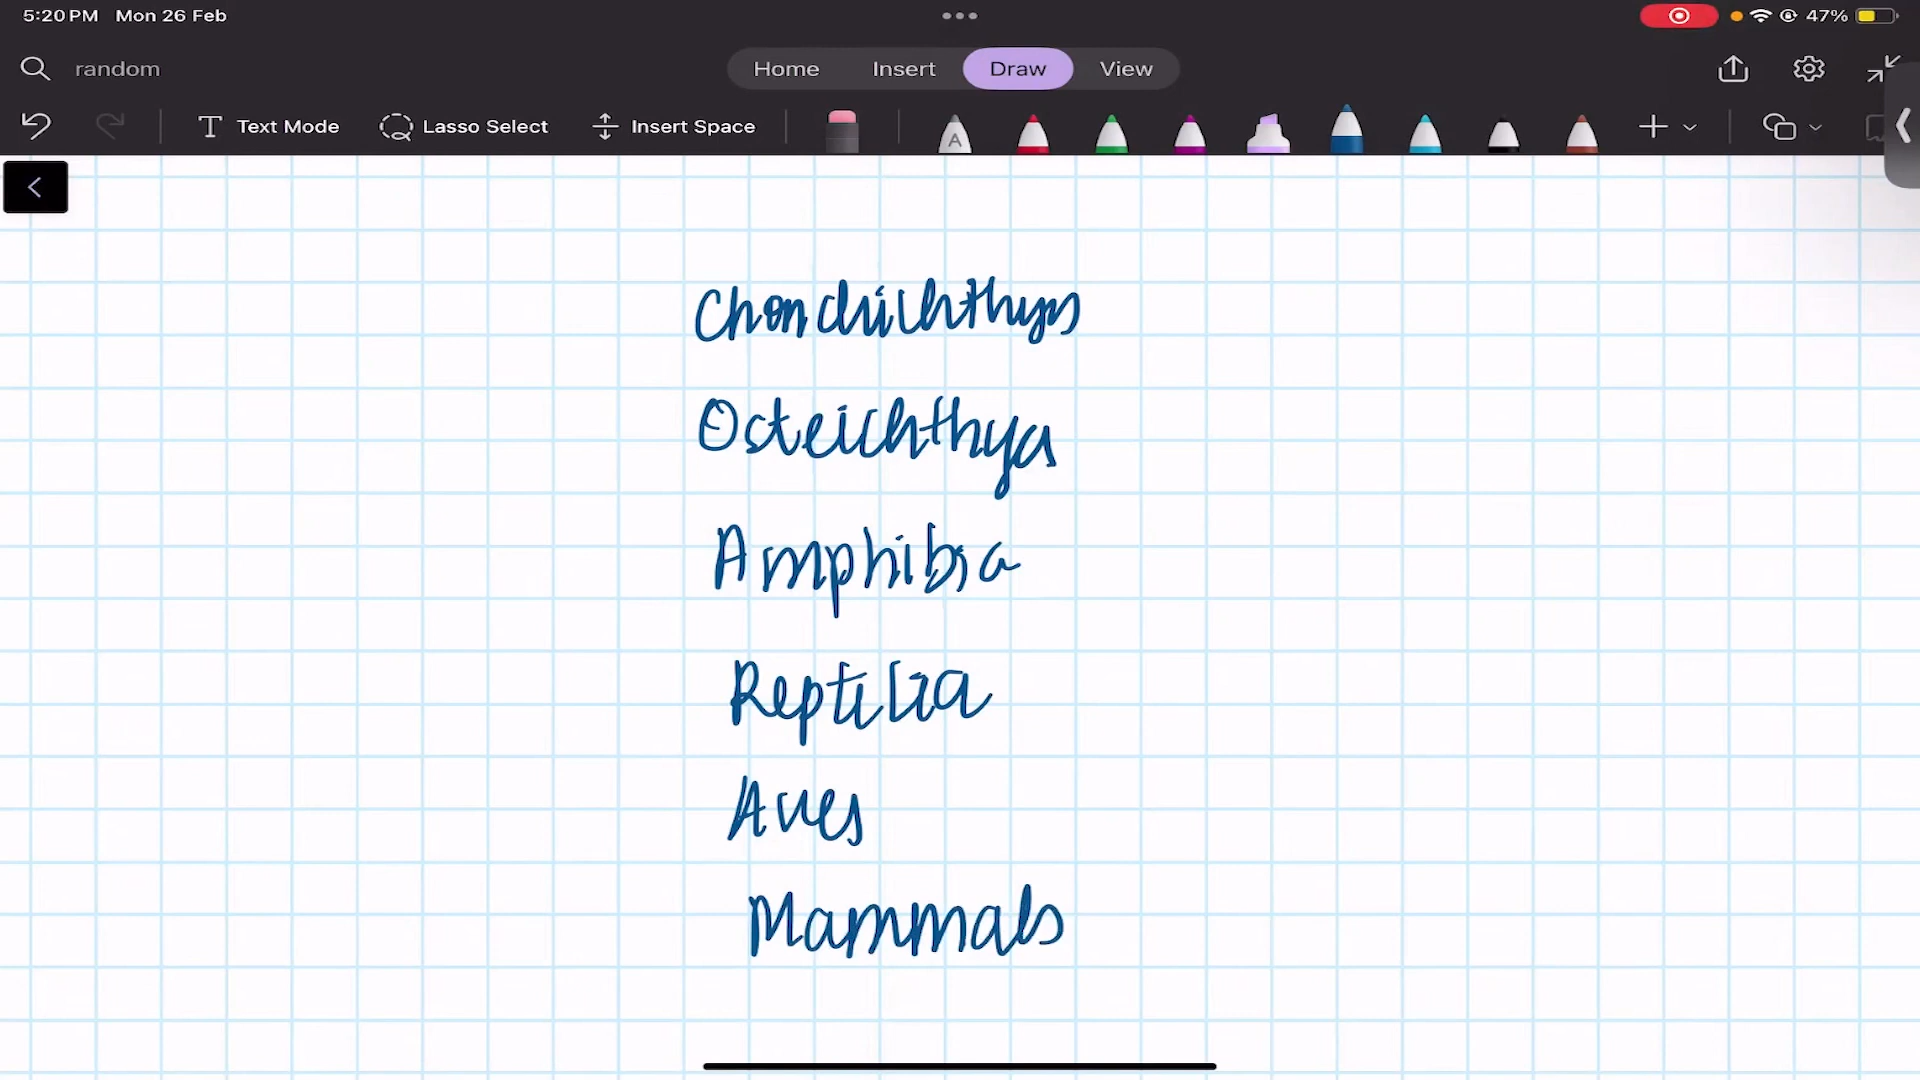 5:20 PM Mon 26 Feb 47%
random Home Insert Draw View
Text Mode Lasso Select Insert Space A
Chondrichthyes
Osteichthyes
Amphibia
Reptilia
Aves
Mammals